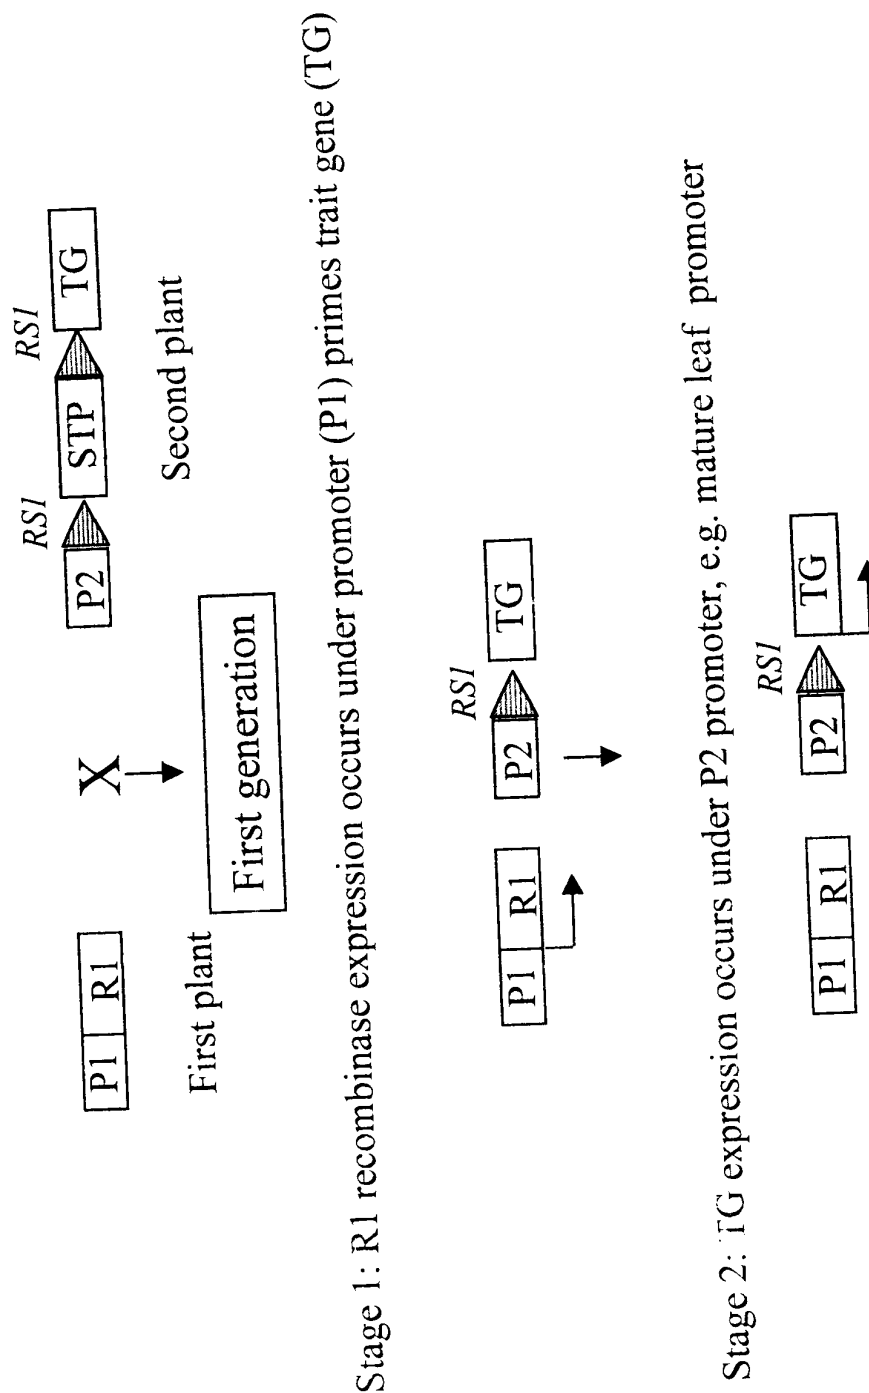 RS1 RS1
P1 R1 X P2 STP TG
First plant Second plant
First generation
Stage 1: R1 recombinase expression occurs under promoter (P1) primes trait gene (TG)
RS1
P1 R1 P2 TG
Stage 2: TG expression occurs under P2 promoter, e.g. mature leaf promoter
RS1
P1 R1 P2 TG